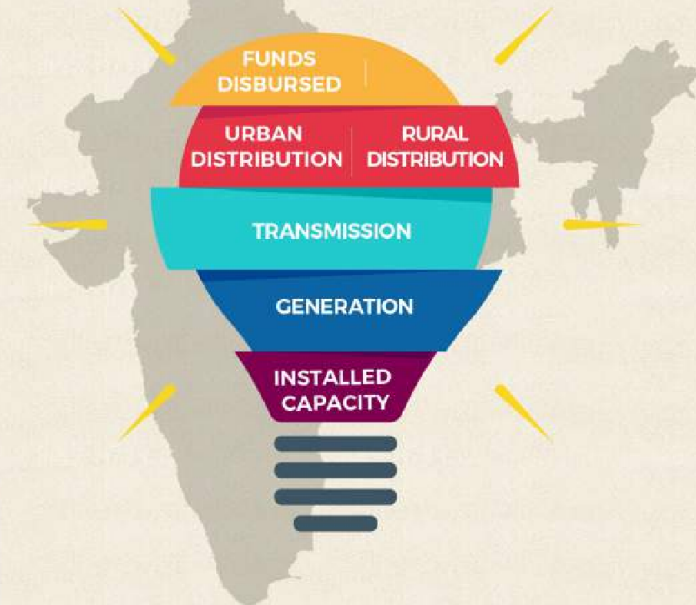 FUNDS
DISBURSED
URBAN
DISTRIBUTION
RURAL
DISTRIBUTION
TRANSMISSION
GENERATION
INSTALLED
CAPACITY